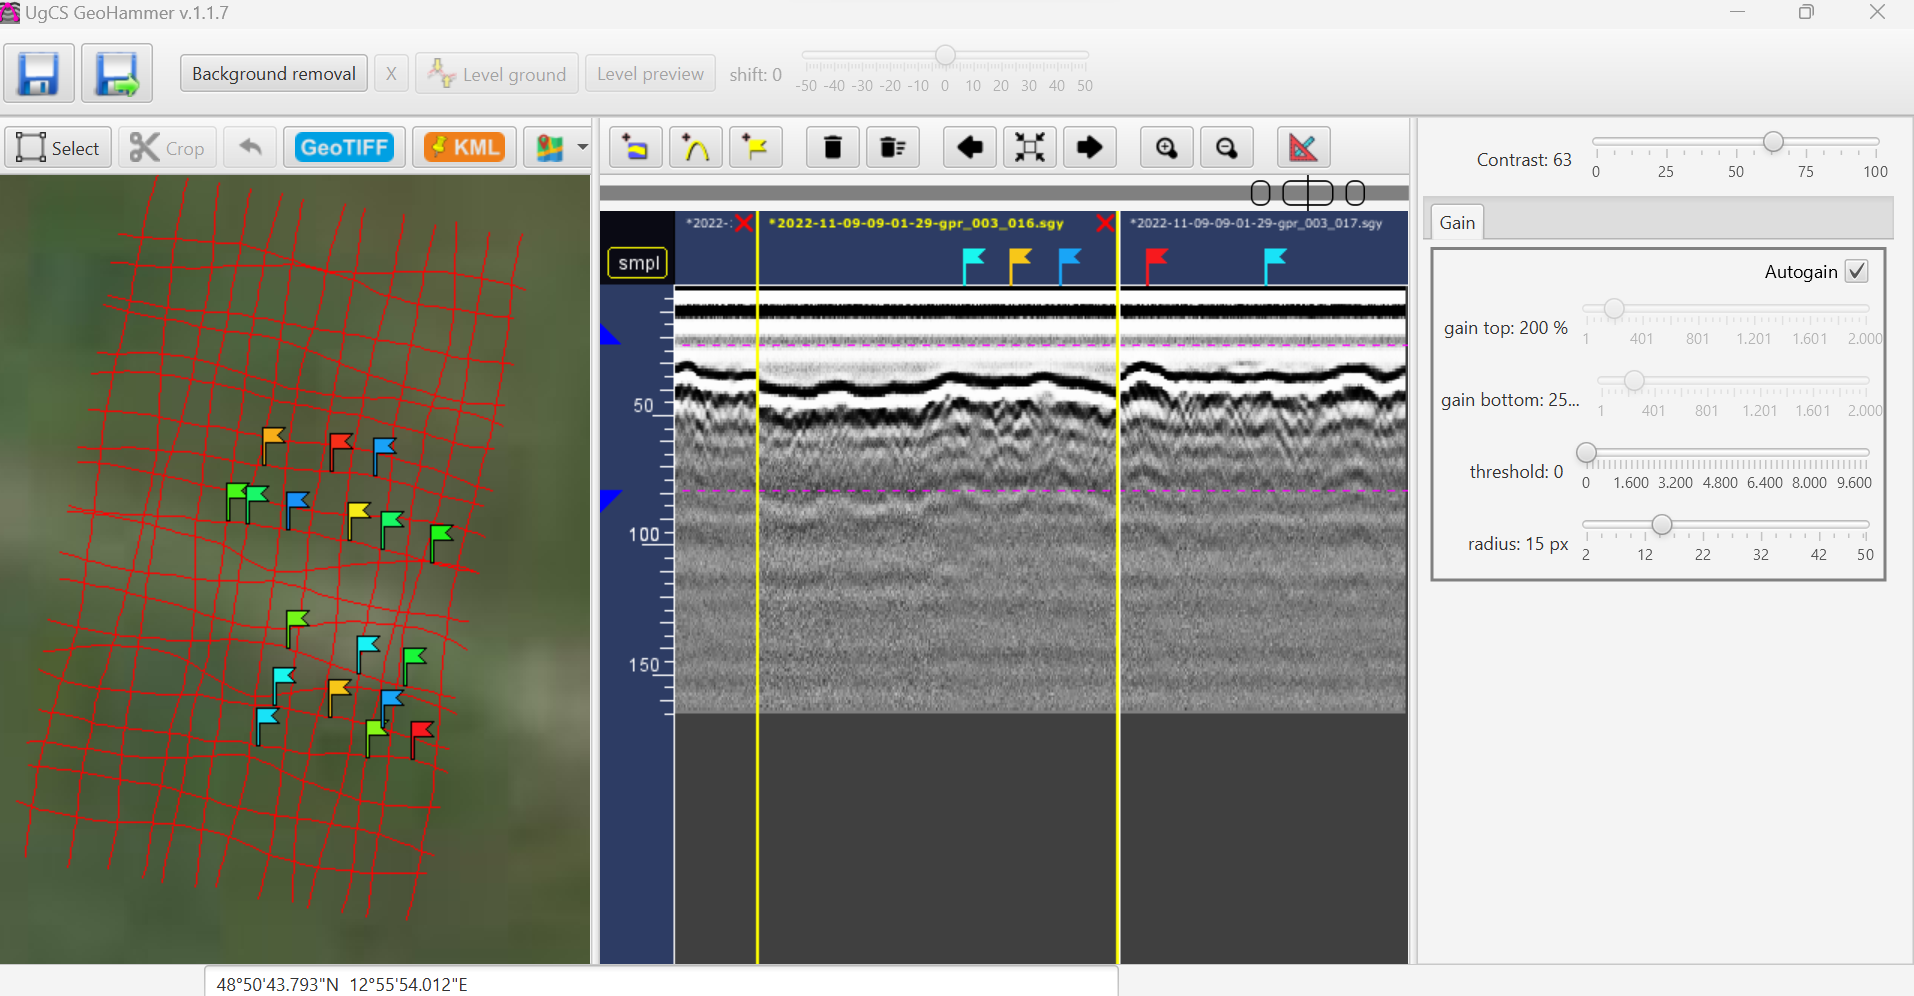 UgCS GeoHammer v.1.1.7
Background removal X Level ground Level preview shift: 0
-50 -40 -30 -20 -10 0 10 20 30 40 50
Select Crop GeoTIFF KML
Contrast: 63
0 25 50 75 100
*2022-: *2022-11-09-09-01-29-gpr_003_016.sgy *2022-11-09-09-01-29-gpr_003_017.sgy
Gain
smpl
Autogain
gain top: 200 %
1 401 801 1.201 1.601 2.000
gain bottom: 25...
1 401 801 1.201 1.601 2.000
50
threshold: 0
0 1.600 3.200 4.800 6.400 8.000 9.600
100
radius: 15 px
2 12 22 32 42 50
150
48°50'43.793"N 12°55'54.012"E